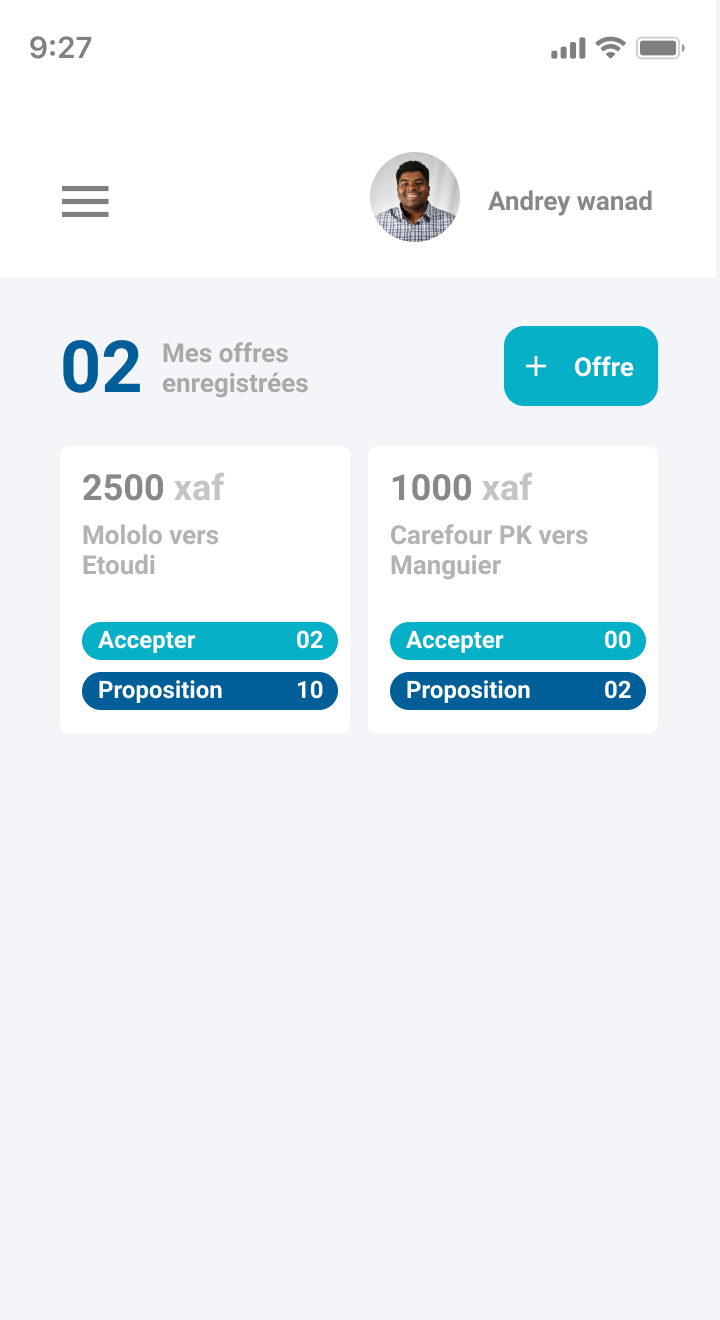 9:27
Andrey wanad
02
Mes offres
enregistrées
+ Offre
2500 xaf
Mololo vers
Etoudi
Accepter 02
Proposition 10
1000 xaf
Carefour PK vers
Manguier
Accepter 00
Proposition 02